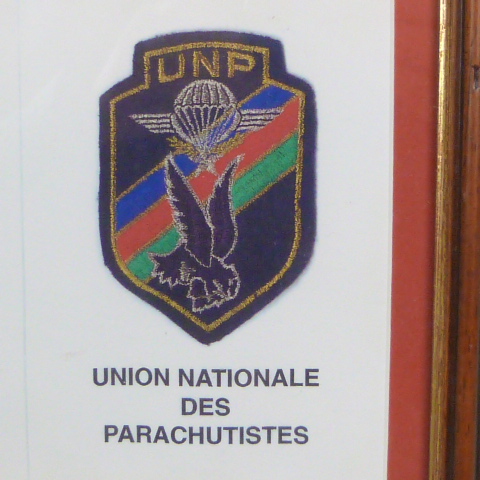 UNP
UNION NATIONALE
DES
PARACHUTISTES